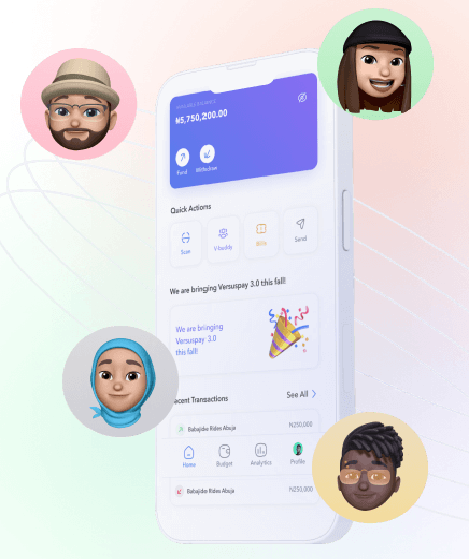 ₦5,750,200.00
Fund
Withdraw
Quick Actions
Scan
Bills
Send
We are bringing Versuspay 3.0 this fall!
We are bringing
Versuspay 3.0
this fall!
Recent Transactions
See All
Babajide Rides Abuja
₦250,000
Home
Budget
Analytics
Profile
Babajide Rides Abuja
₦250,000